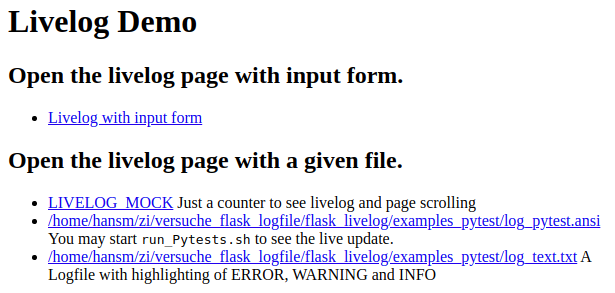 Livelog Demo
Open the livelog page with input form.
Livelog with input form
Open the livelog page with a given file.
LIVELOG_MOCK Just a counter to see livelog and page scrolling
/home/hansm/zi/versuche_flask_logfile/flask_livelog/examples_pytest/log_pytest.ansi
You may start run_Pytests.sh to see the live update.
/home/hansm/zi/versuche_flask_logfile/flask_livelog/examples_pytest/log_text.txt A
Logfile with highlighting of ERROR, WARNING and INFO